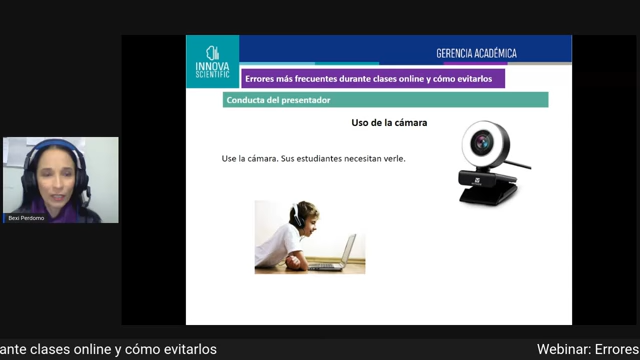 INNOVA
SCIENTIFIC
GERENCIA ACADÉMICA
Errores más frecuentes durante clases online y cómo evitarlos
Conducta del presentador
Uso de la cámara
Use la cámara. Sus estudiantes necesitan verle.
Bexi Perdomo
ante clases online y cómo evitarlos
Webinar: Errores